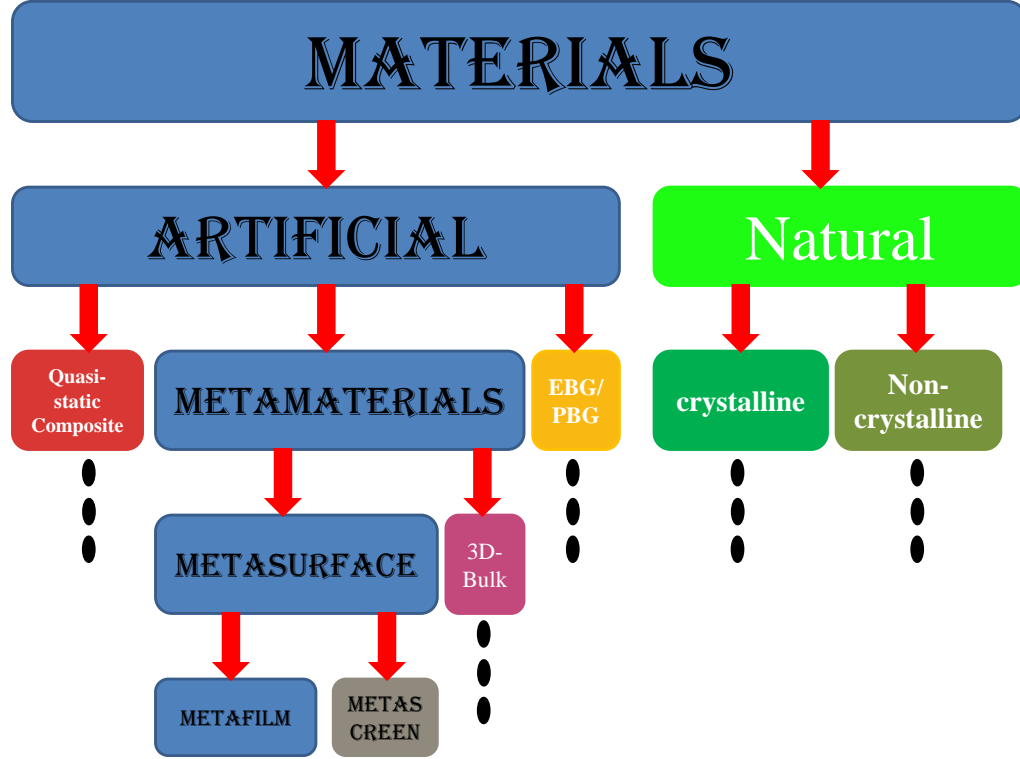 MATERIALS
ARTIFICIAL
Natural
Quasi-
static
Composite
METAMATERIALS
EBG/
PBG
crystalline
Non-
crystalline
METASURFACE
3D-
Bulk
METAFILM
METAS
CREEN